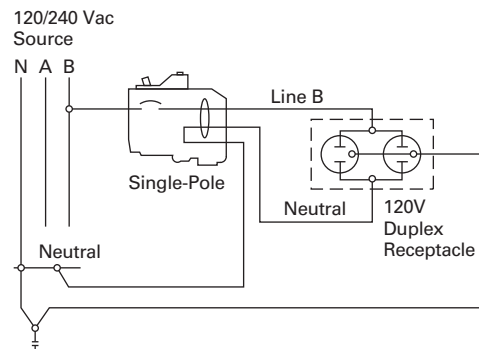 120/240 Vac
Source
N A B
Line B
Single-Pole
Neutral
120V
Duplex
Receptacle
Neutral